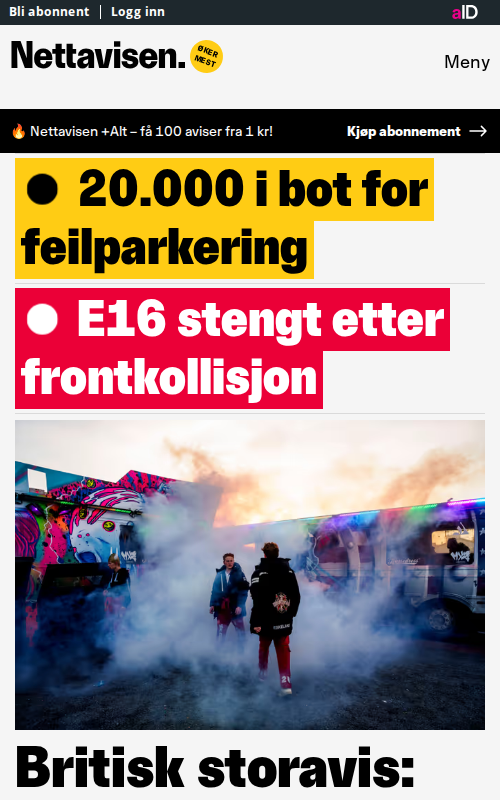 Bli abonnent | Logg inn
aID
Nettavisen.
ØKER
MEST
Meny
🔥 Nettavisen +Alt – få 100 aviser fra 1 kr!
Kjøp abonnement →
20.000 i bot for
feilparkering
E16 stengt etter
frontkollisjon
Britisk storavis: